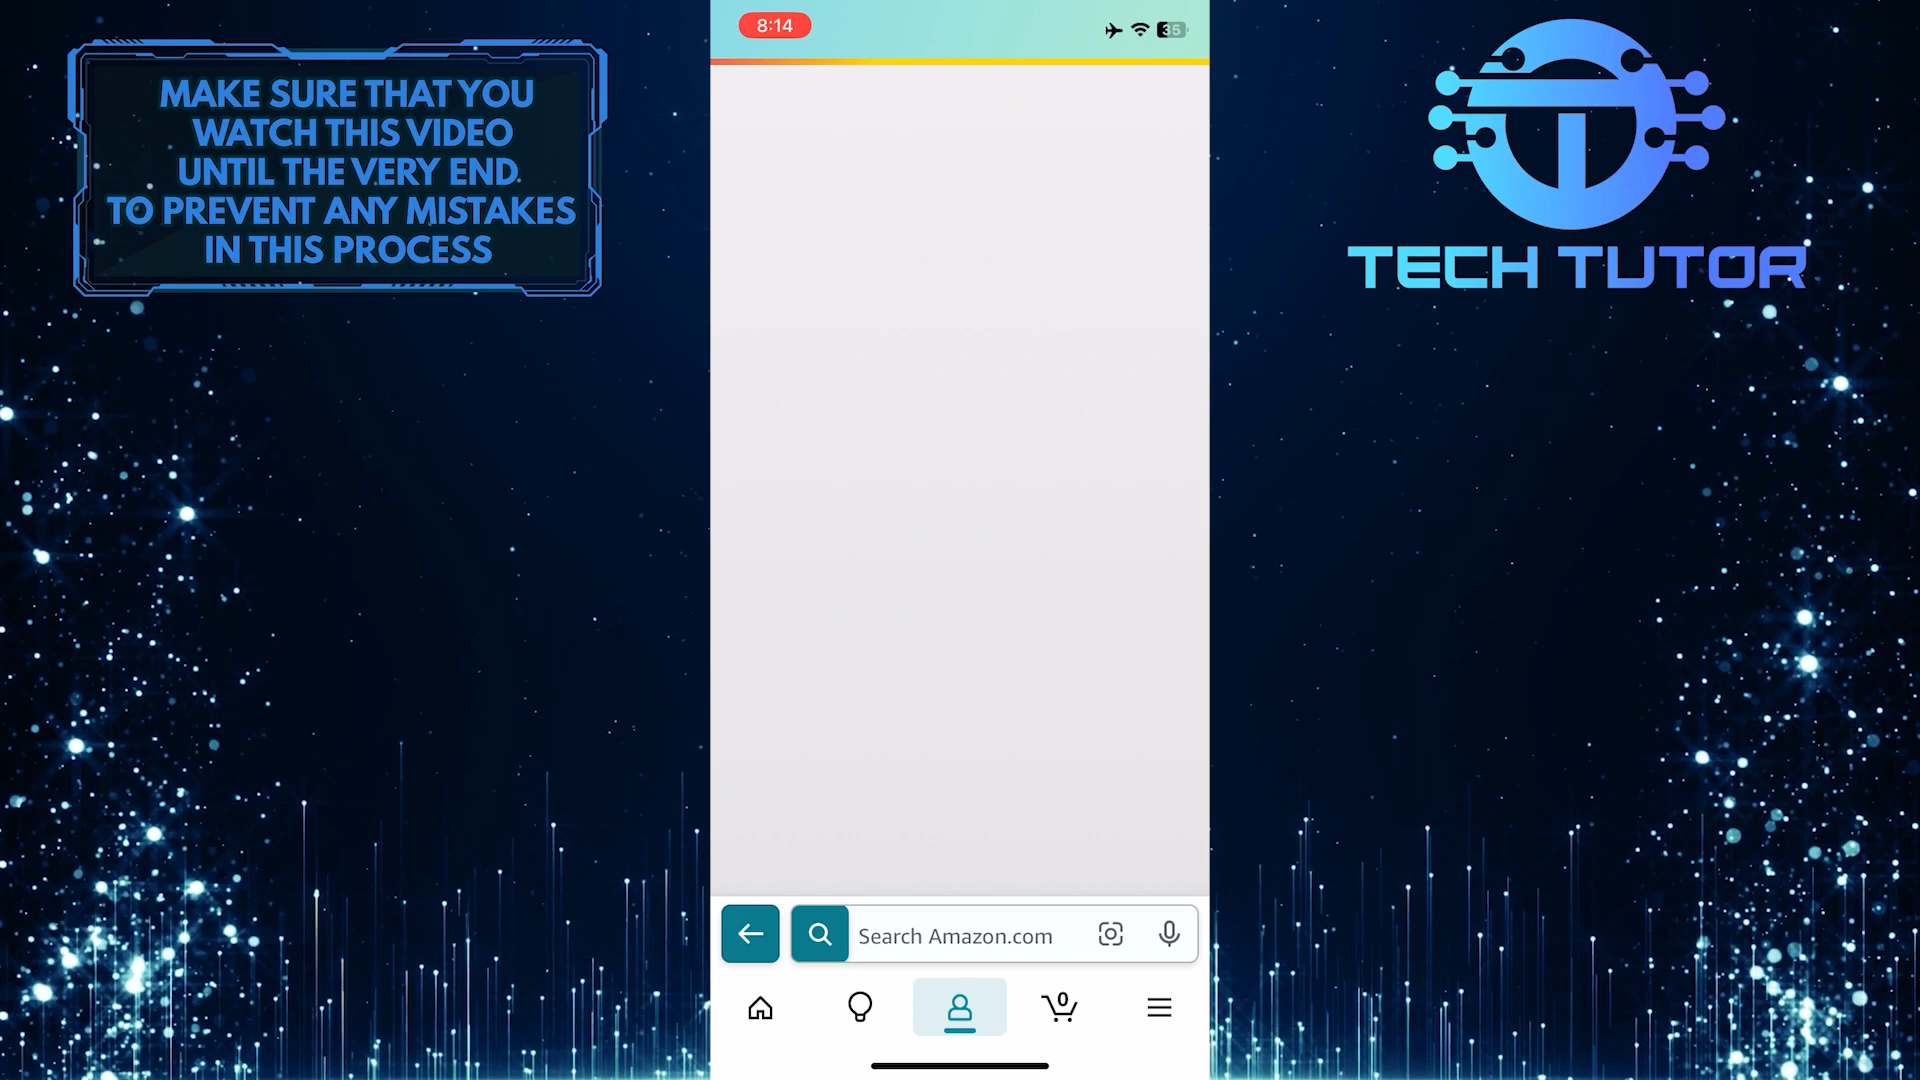 MAKE SURE THAT YOU
WATCH THIS VIDEO
UNTIL THE VERY END
TO PREVENT ANY MISTAKES
IN THIS PROCESS
8:14
35
TECH TUTOR
Search Amazon.com
0